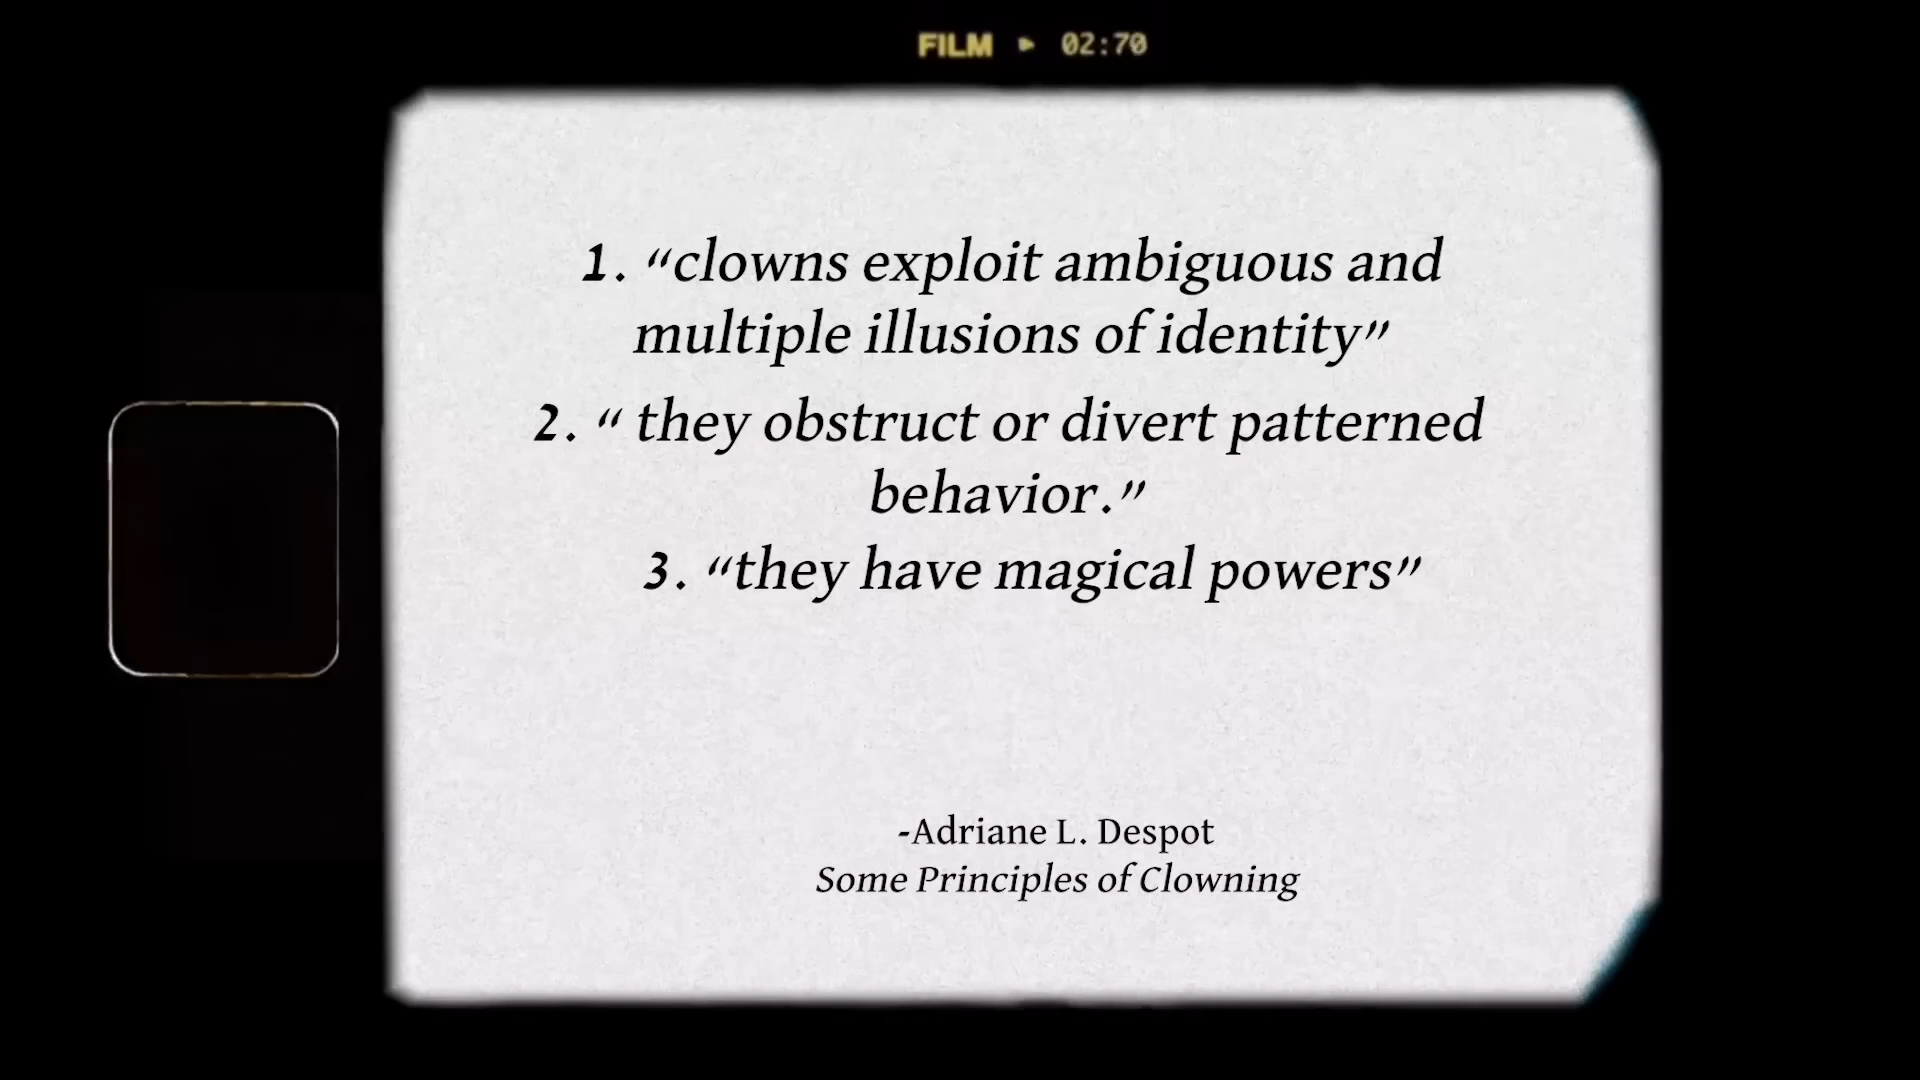 FILM ▸ 02:70
1. “clowns exploit ambiguous and
multiple illusions of identity”
2. “ they obstruct or divert patterned
behavior.”
3. “they have magical powers”
-Adriane L. Despot
Some Principles of Clowning